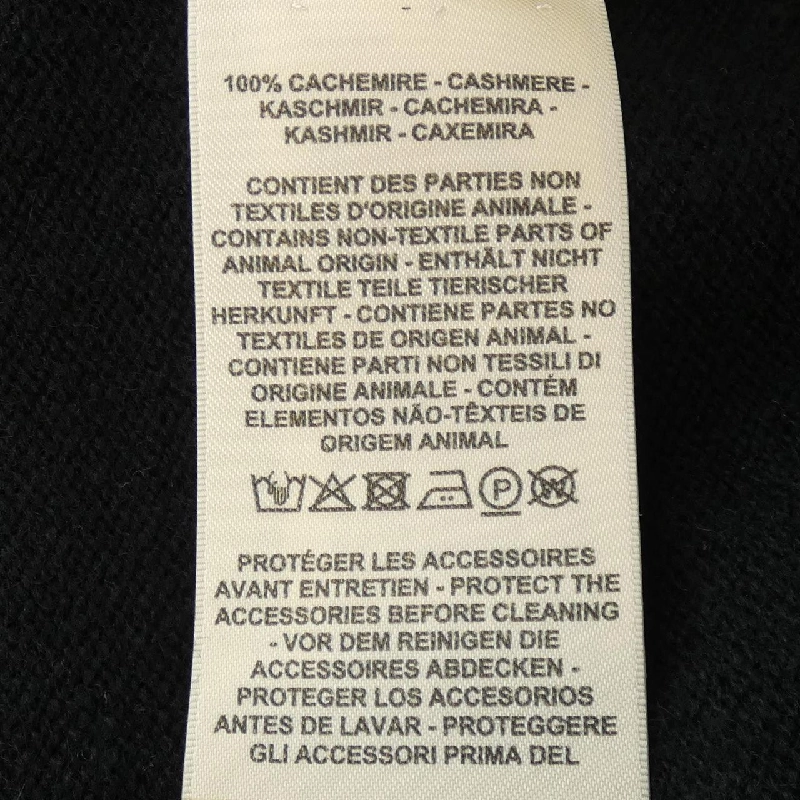 100% CACHEMIRE - CASHMERE -
KASCHMIR - CACHEMIRA -
KASHMIR - CAXEMIRA
CONTIENT DES PARTIES NON
TEXTILES D'ORIGINE ANIMALE -
CONTAINS NON-TEXTILE PARTS OF
ANIMAL ORIGIN - ENTHÄLT NICHT
TEXTILE TEILE TIERISCHER
HERKUNFT - CONTIENE PARTES NO
TEXTILES DE ORIGEN ANIMAL -
CONTIENE PARTI NON TESSILI DI
ORIGINE ANIMALE - CONTÉM
ELEMENTOS NÃO-TÊXTEIS DE
ORIGEM ANIMAL
P W
PROTÉGER LES ACCESSOIRES
AVANT ENTRETIEN - PROTECT THE
ACCESSORIES BEFORE CLEANING
- VOR DEM REINIGEN DIE
ACCESSOIRES ABDECKEN -
PROTEGER LOS ACCESORIOS
ANTES DE LAVAR - PROTEGGERE
GLI ACCESSORI PRIMA DEL